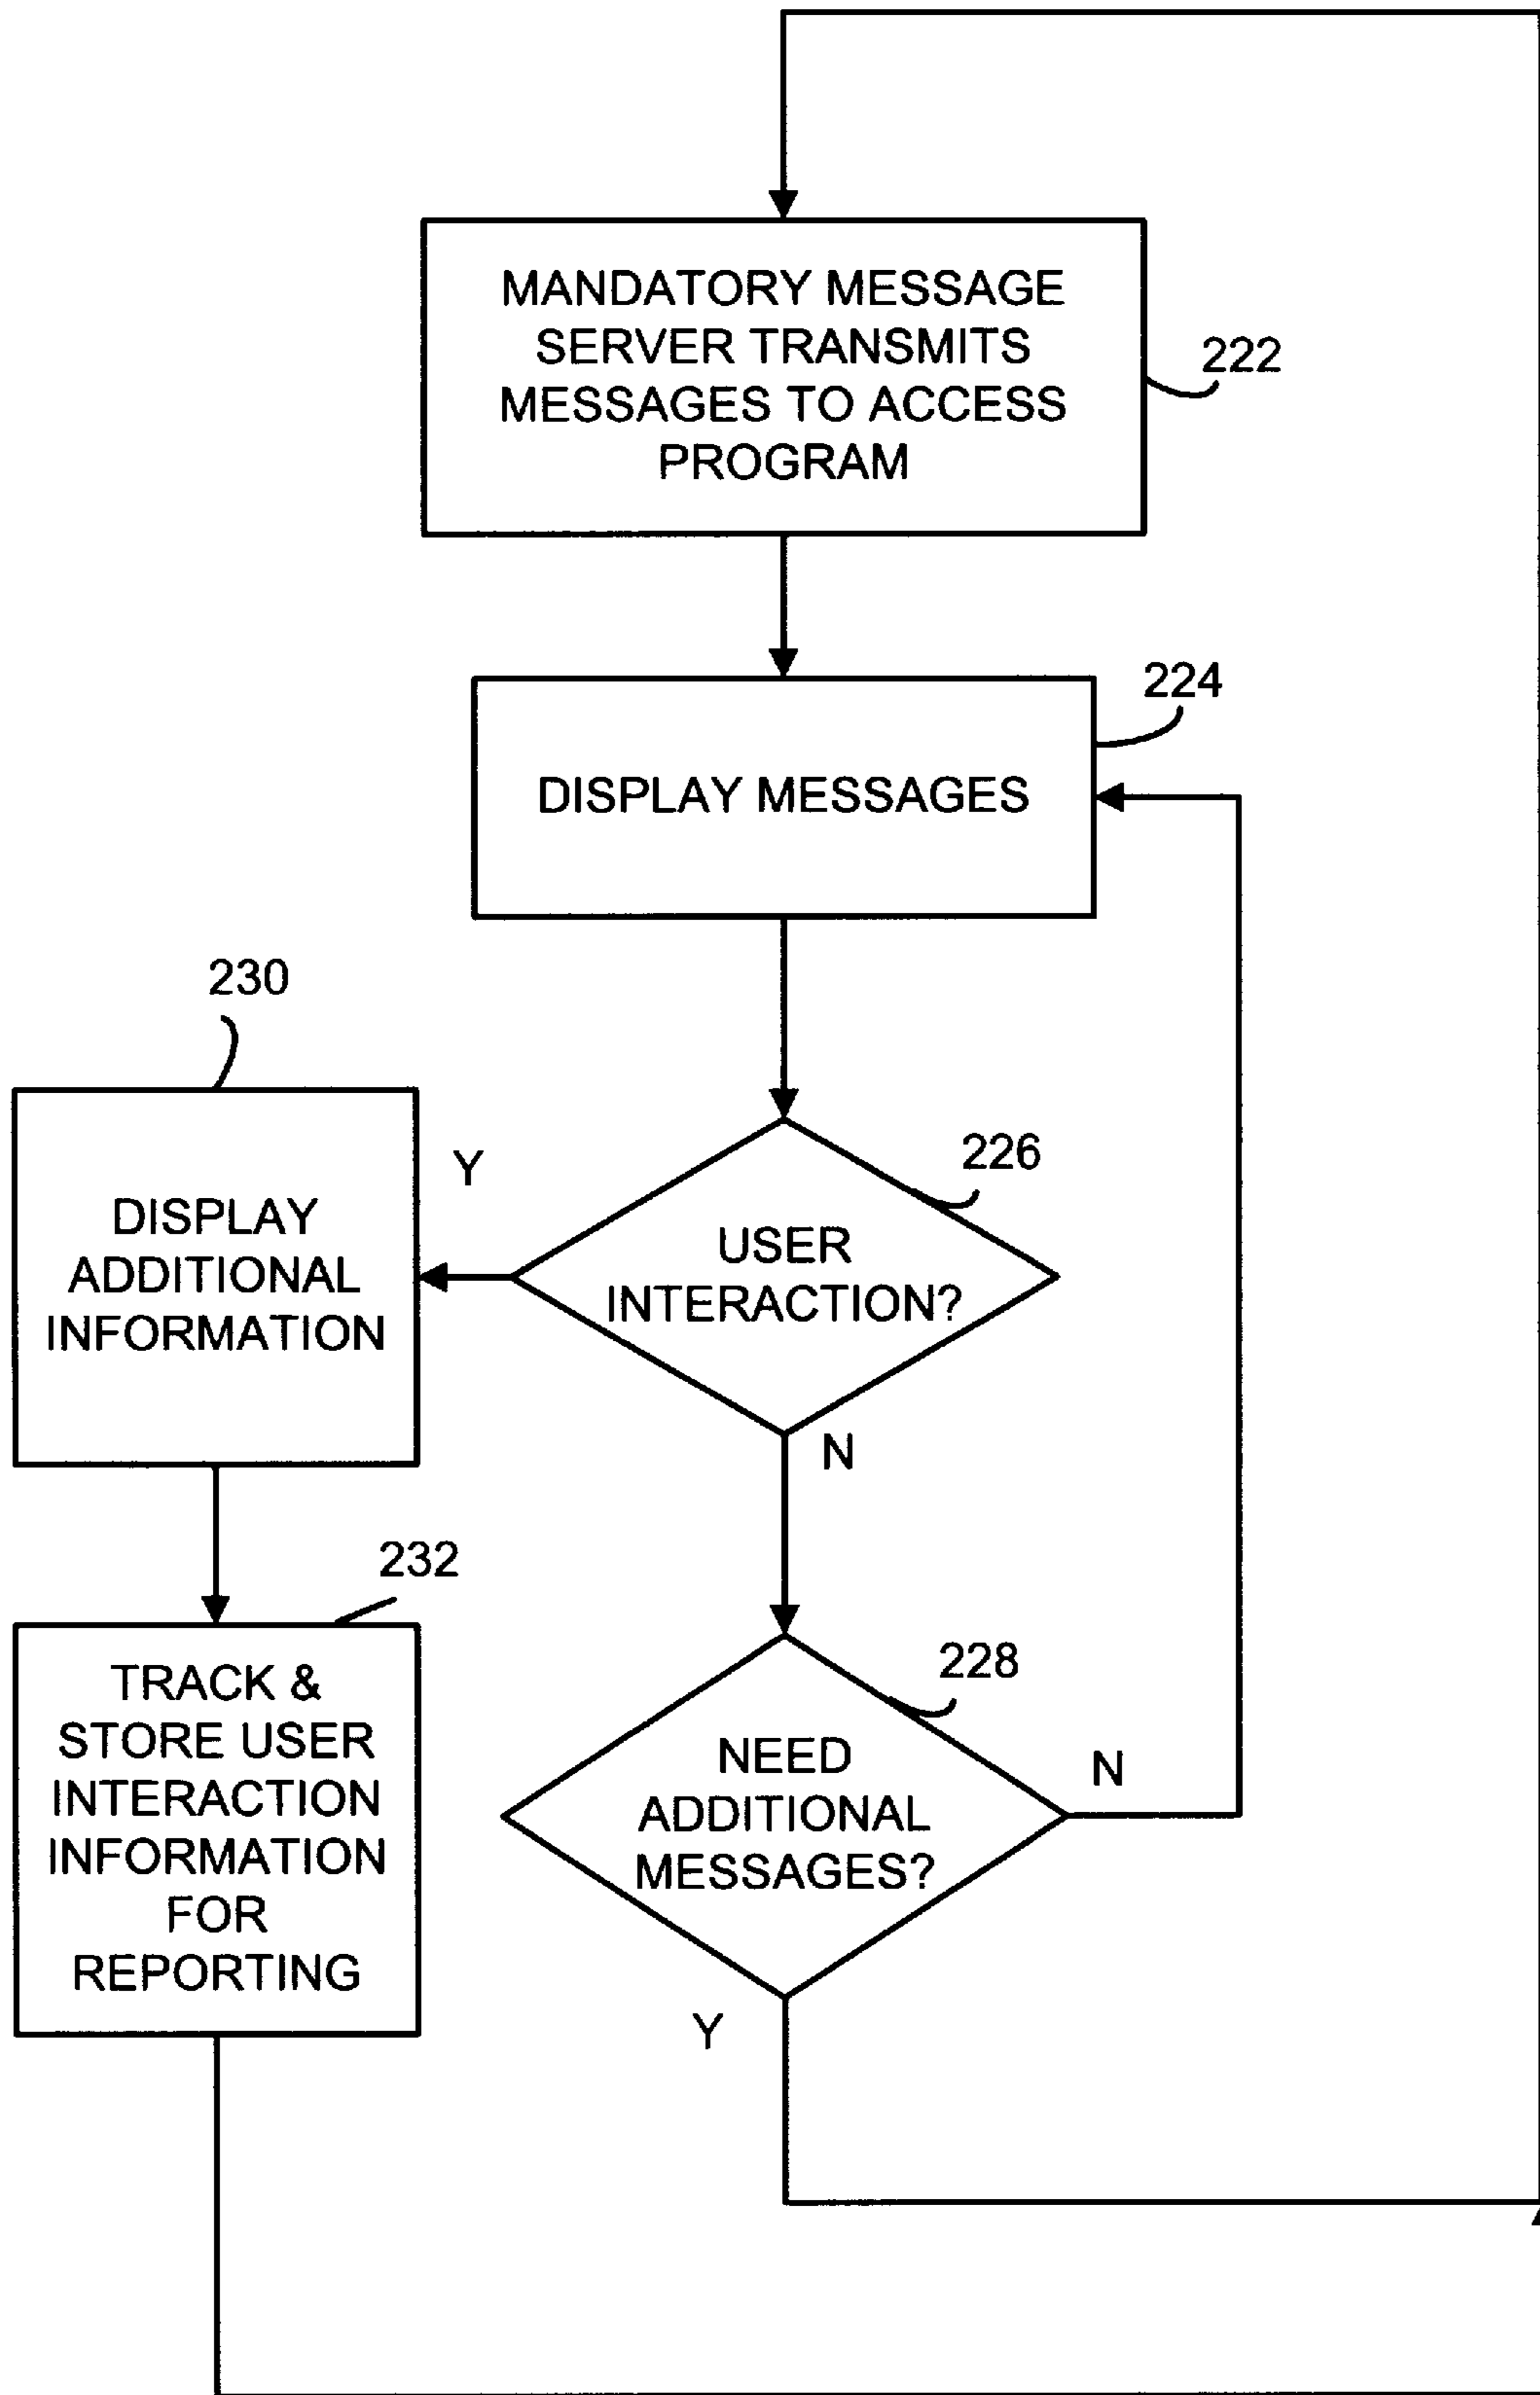 MANDATORY MESSAGE
SERVER TRANSMITS
MESSAGES TO ACCESS
PROGRAM
222
224
DISPLAY MESSAGES
230
Y
226
DISPLAY
ADDITIONAL
INFORMATION
USER
INTERACTION?
N
232
TRACK &
STORE USER
INTERACTION
INFORMATION
FOR
REPORTING
228
NEED
ADDITIONAL
MESSAGES?
N
Y